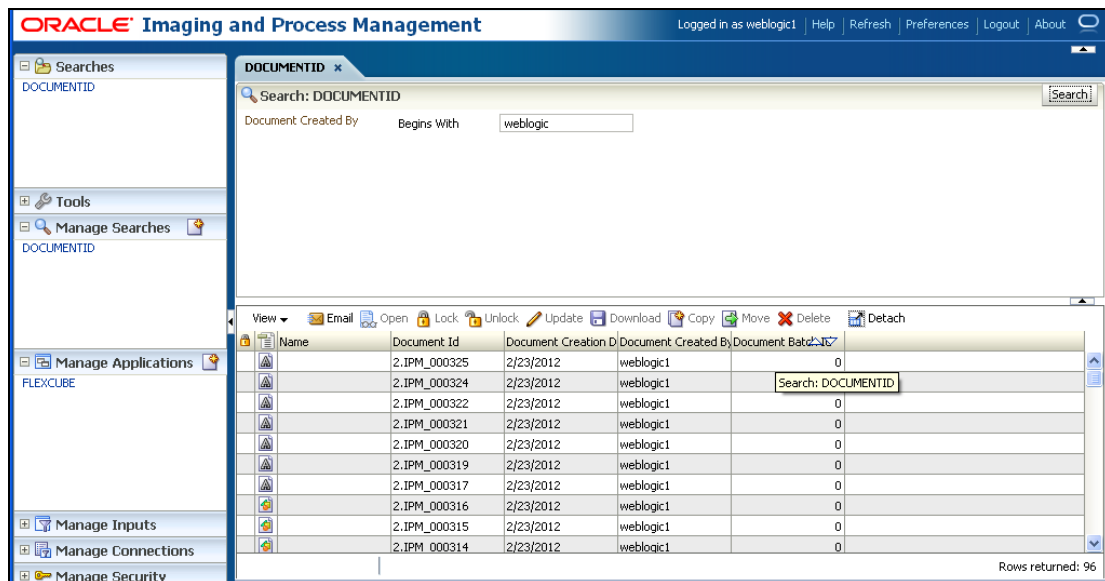 ORACLE Imaging and Process Management
Logged in as weblogic1 | Help | Refresh | Preferences | Logout | About
Searches
DOCUMENTID
Tools
Manage Searches
DOCUMENTID
Manage Applications
FLEXCUBE
Manage Inputs
Manage Connections
Manage Security
DOCUMENTID
Search: DOCUMENTID
Search
Document Created By Begins With weblogic
View Email Open Lock Unlock Update Download Copy Move Delete Detach
Name Document Id Document Creation D Document Created By Document Batch
2.IPM_000325 2/23/2012 weblogic1 0
Search: DOCUMENTID
2.IPM_000324 2/23/2012 weblogic1
2.IPM_000322 2/23/2012 weblogic1 0
2.IPM_000321 2/23/2012 weblogic1 0
2.IPM_000320 2/23/2012 weblogic1 0
2.IPM_000319 2/23/2012 weblogic1 0
2.IPM_000317 2/23/2012 weblogic1 0
2.IPM_000316 2/23/2012 weblogic1 0
2.IPM_000315 2/23/2012 weblogic1 0
2.IPM_000314 2/23/2012 weblogic1 0
Rows returned: 96